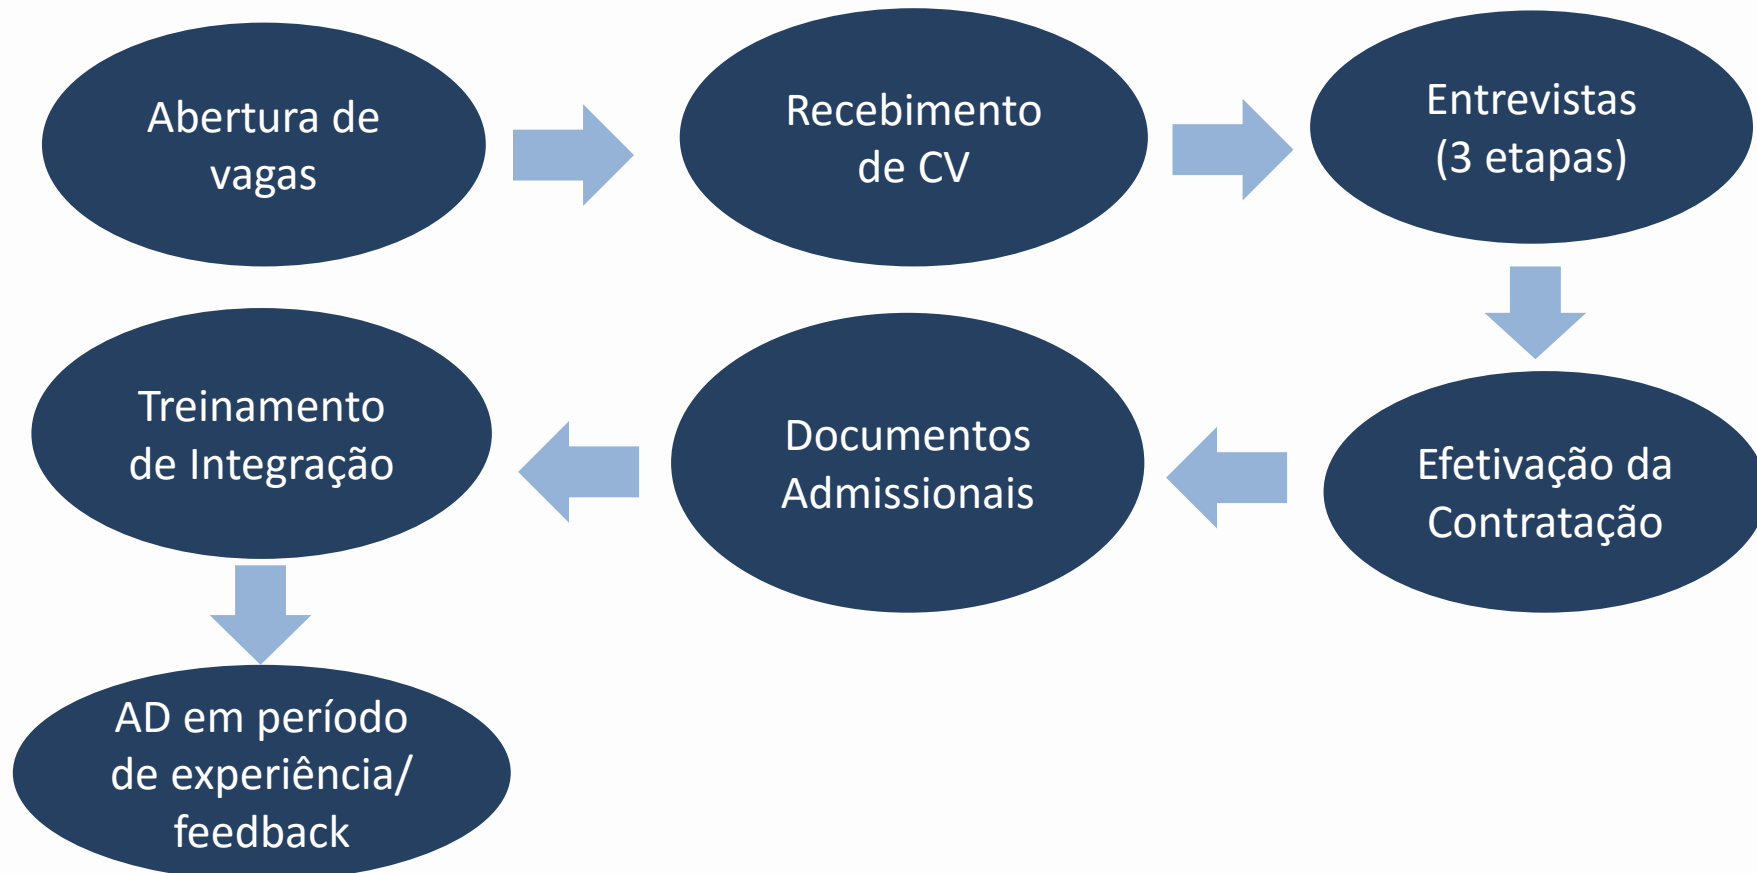 Abertura de
vagas
Recebimento
de CV
Entrevistas
(3 etapas)
Efetivação da
Contratação
Documentos
Admissionais
Treinamento
de Integração
AD em período
de experiência/
feedback